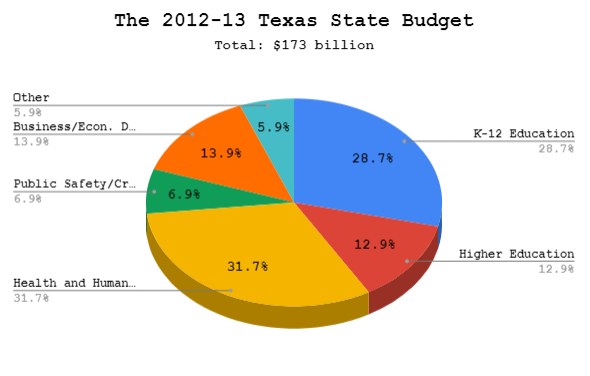 The 2012-13 Texas State Budget
Total: $173 billion
Other
5.9%
Business/Econ. D…
13.9%
Public Safety/Cr…
6.9%
Health and Human…
31.7%
5.9%
13.9%
6.9%
31.7%
28.7%
12.9%
K-12 Education
28.7%
Higher Education
12.9%